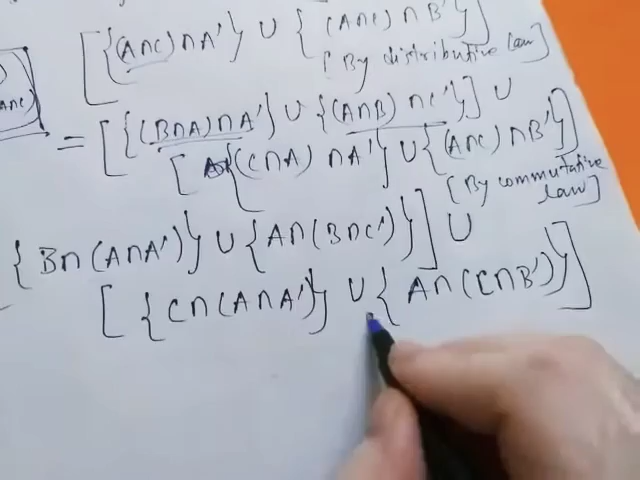 [{(A∩C)∩A'} ∪ {(A∩C)∩B'}]
[By distributive law]
A∩C)
= [{(B∩A)∩A'} ∪ {(A∩B)∩C'}] ∪
[{(C∩A)∩A'} ∪ {(A∩C)∩B'}]
[By commutative
law]
{B∩(A∩A')} ∪ {A∩(B∩C')}] ∪
[{C∩(A∩A')} ∪ {A∩(C∩B')}]